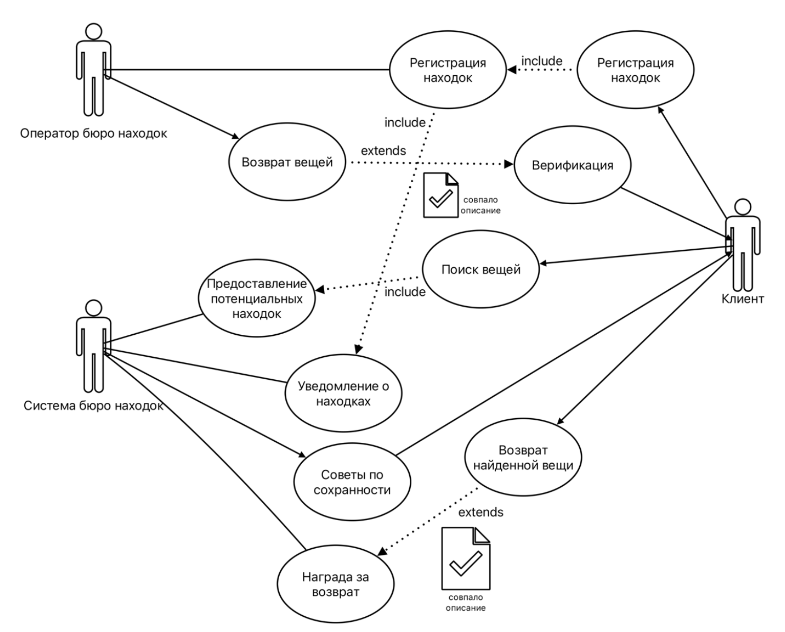 Регистрация
находок
include
Регистрация
находок
Оператор бюро находок
include
extends
Возврат вещей
Верификация
совпало
описание
Поиск вещей
Предоставление
потенциальных
находок
include
Клиент
Система бюро находок
Уведомление о
находках
Советы по
сохранности
Возврат
найденной вещи
extends
Награда за
возврат
совпало
описание